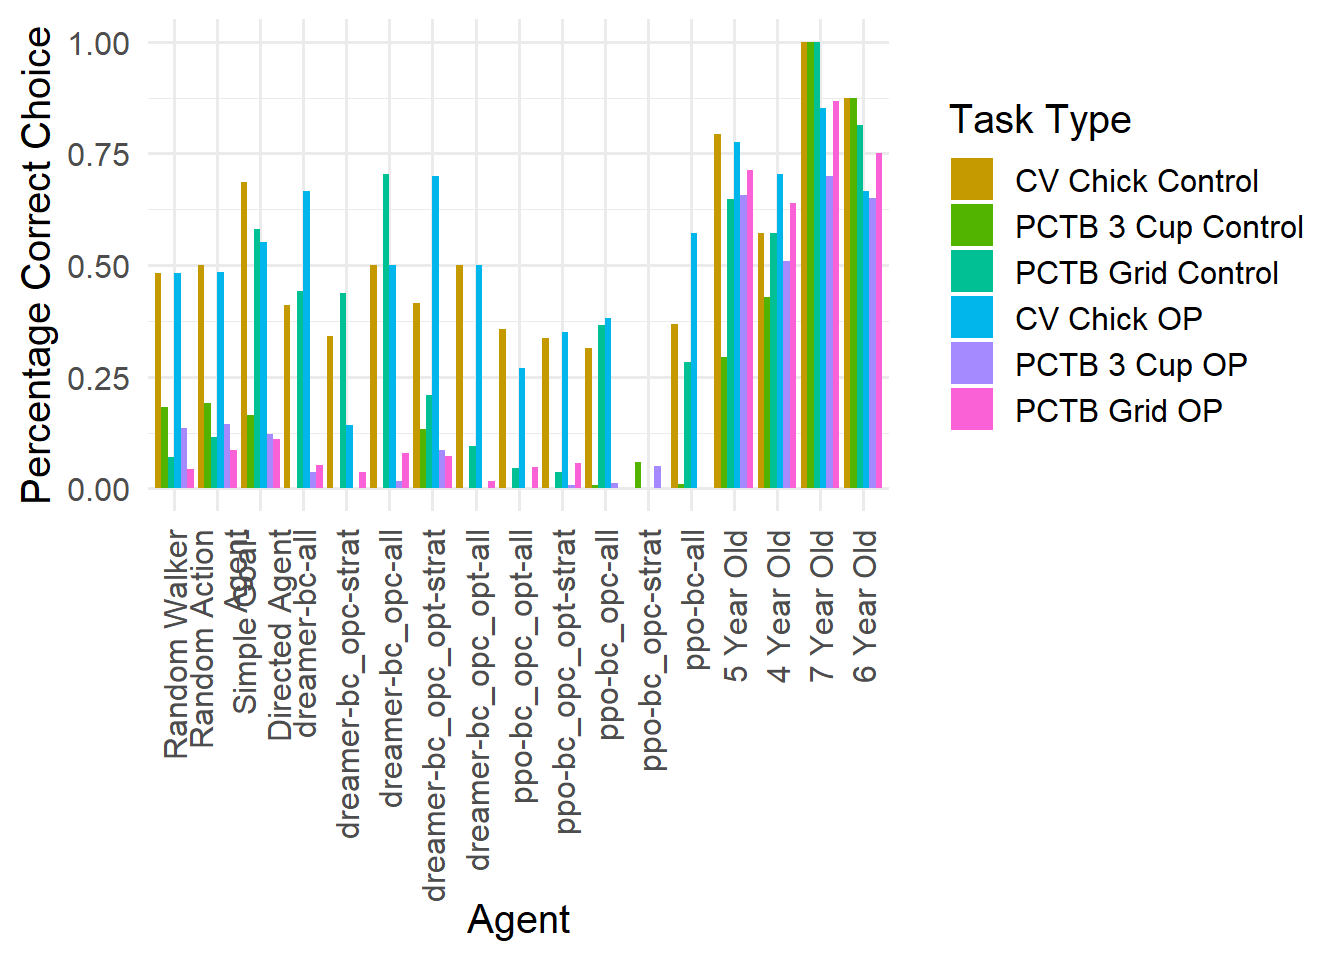 Percentage Correct Choice
1.00
0.75
0.50
0.25
0.00
Random Walker
Random Action
Agent
Simple Goal-
Directed Agent
dreamer-bc-all
dreamer-bc_opc-strat
dreamer-bc_opc-all
dreamer-bc_opc_opt-strat
dreamer-bc_opc_opt-all
ppo-bc_opc_opt-all
ppo-bc_opc_opt-strat
ppo-bc_opc-all
ppo-bc_opc-strat
ppo-bc-all
5 Year Old
4 Year Old
7 Year Old
6 Year Old
Agent
Task Type
CV Chick Control
PCTB 3 Cup Control
PCTB Grid Control
CV Chick OP
PCTB 3 Cup OP
PCTB Grid OP